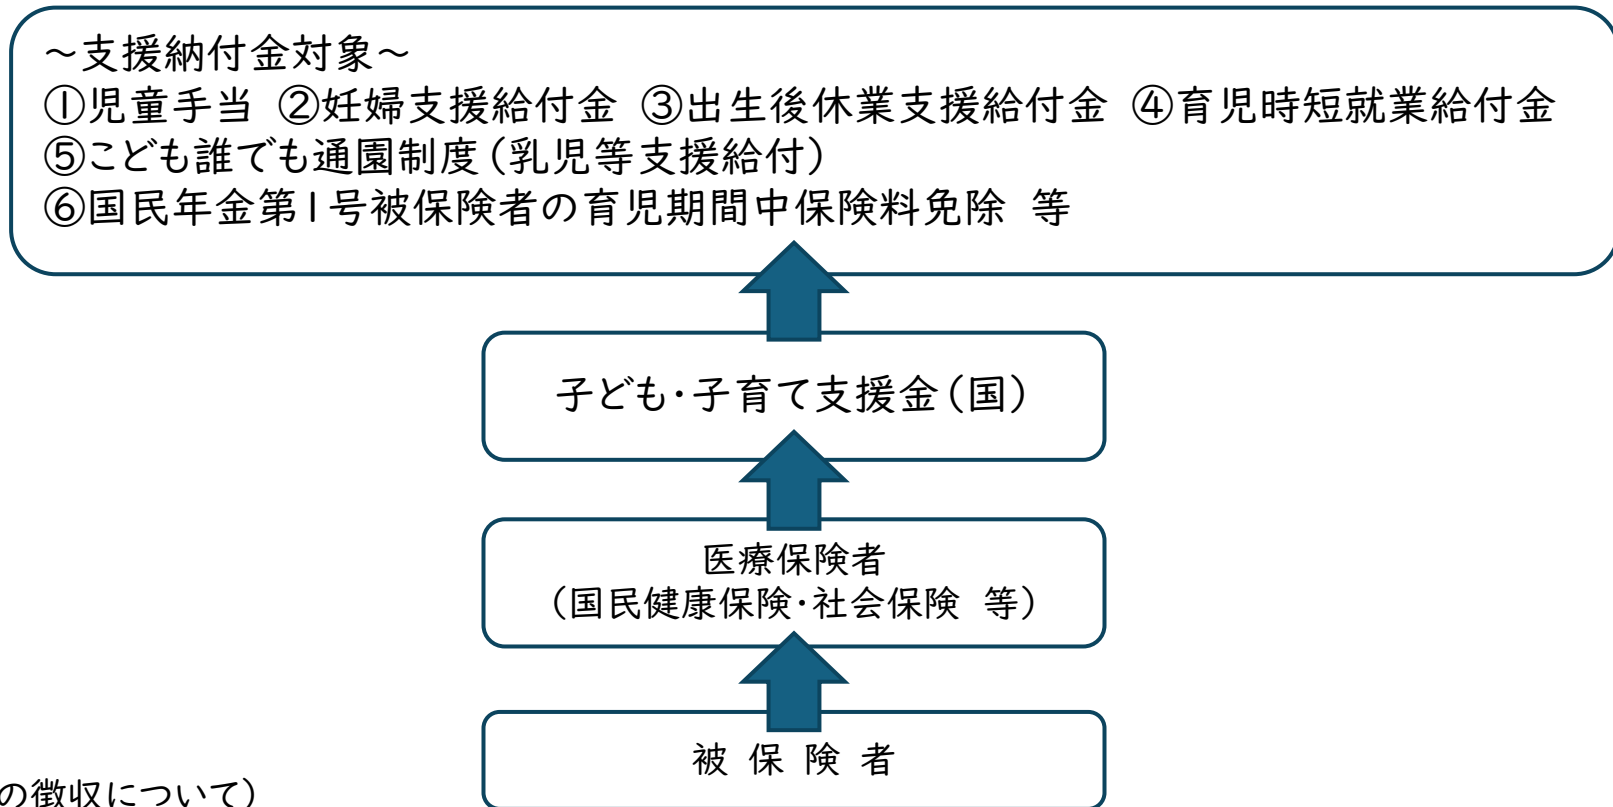 ～支援納付金対象～
①児童手当 ②妊婦支援給付金 ③出生後休業支援給付金 ④育児時短就業給付金
⑤こども誰でも通園制度（乳児等支援給付）
⑥国民年金第1号被保険者の育児期間中保険料免除 等
子ども・子育て支援金（国）
医療保険者
（国民健康保険・社会保険 等）
被 保 険 者
の徴収について）